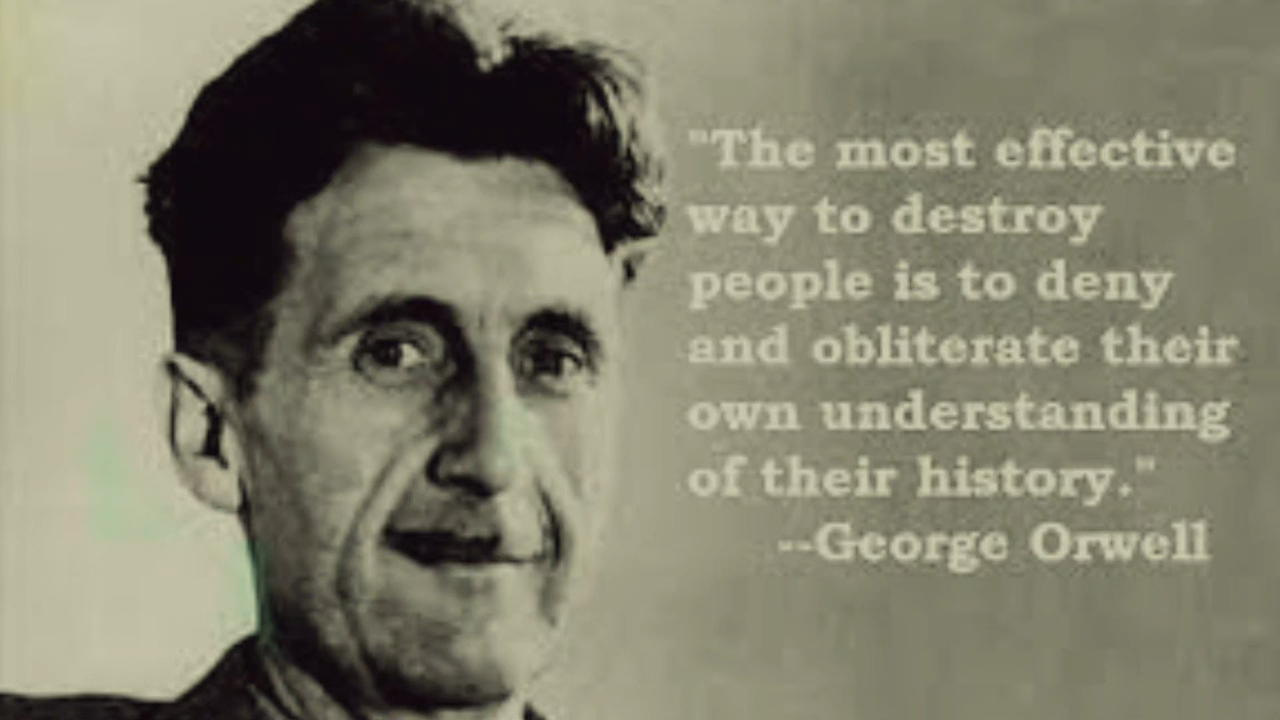 "The most effective
way to destroy
people is to deny
and obliterate their
own understanding
of their history."
--George Orwell